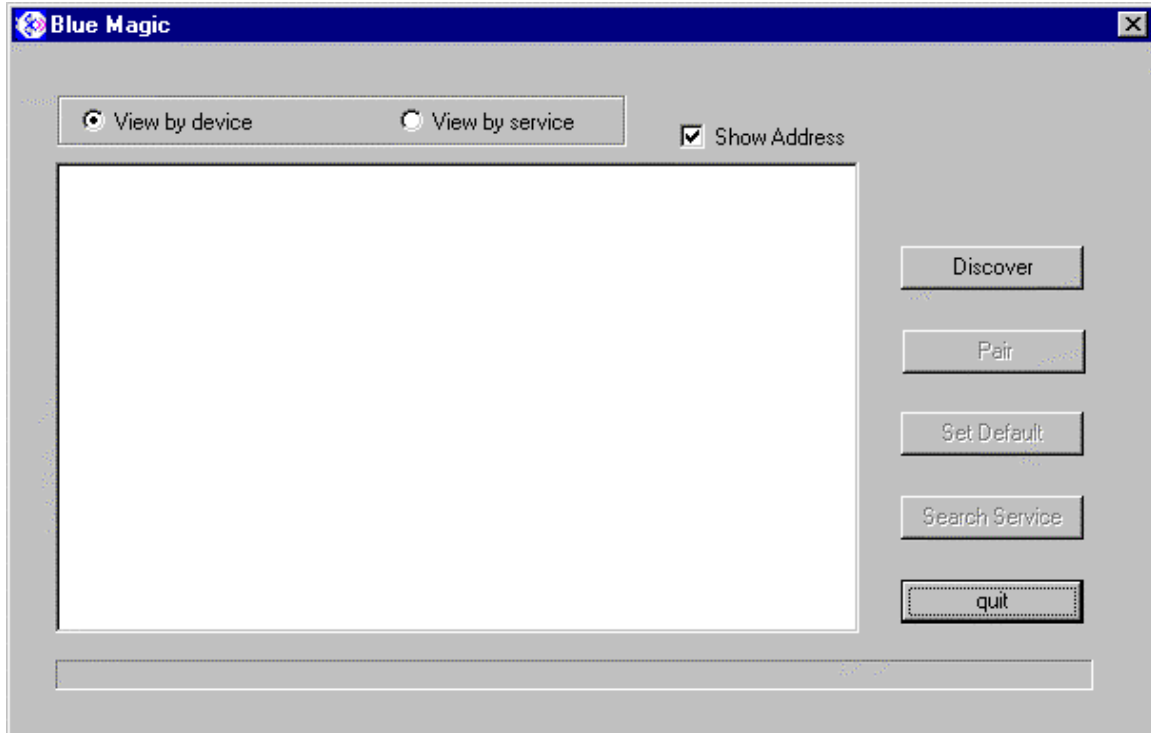 Blue Magic
View by device
View by service
Show Address
Discover
Pair
Set Default
Search Service
quit